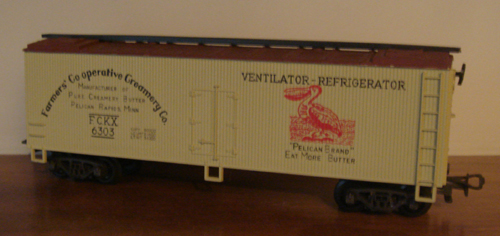 Farmers' Co-operative Creamery Co.
Manufacturer of
Pure Creamery Butter
Pelican Rapids Minn
FCKX
6303
VENTILATOR-REFRIGERATOR
"PELICAN BRAND"
EAT MORE BUTTER